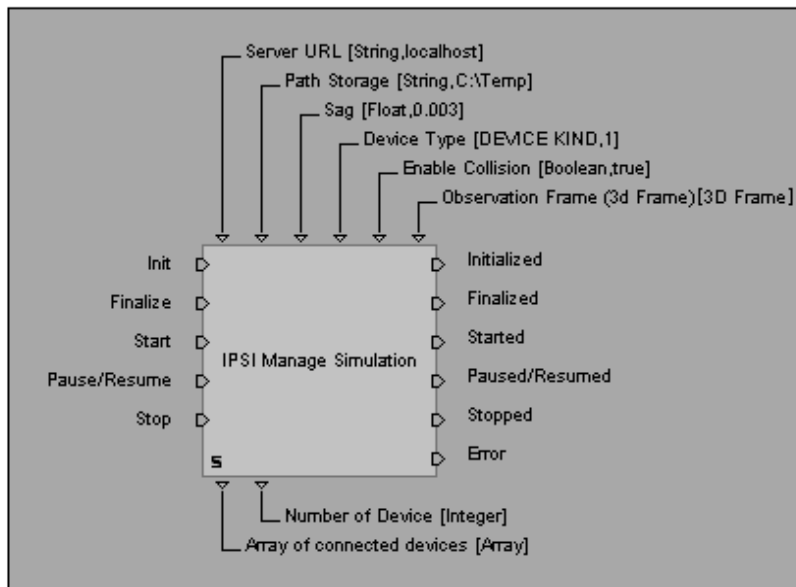 Server URL [String,localhost]
Path Storage [String,C:\Temp]
Sag [Float,0.003]
Device Type [DEVICE KIND,1]
Enable Collision [Boolean,true]
Observation Frame (3d Frame)[3D Frame]
Init
Initialized
Finalize
Finalized
Start
Started
IPSI Manage Simulation
Pause/Resume
Paused/Resumed
Stop
Stopped
Error
S
Number of Device [Integer]
Array of connected devices [Array]